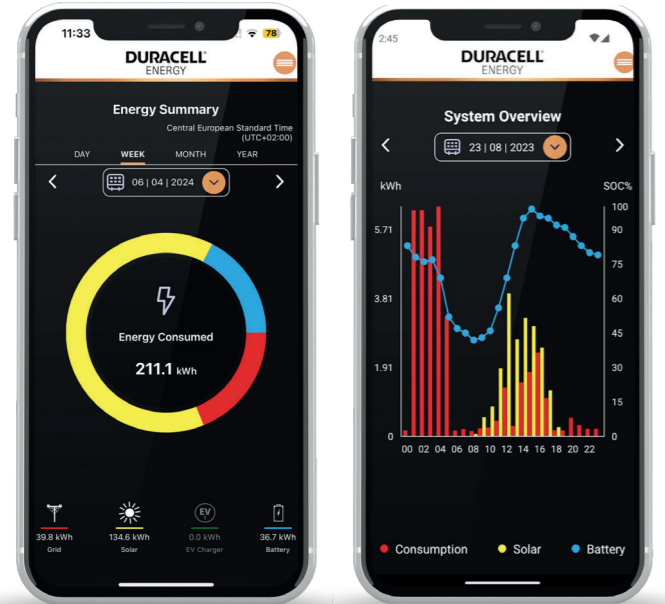 11:33
78
DURACELL
ENERGY
Energy Summary
Central European Standard Time
(UTC+02:00)
DAY WEEK MONTH YEAR
06 | 04 | 2024
Energy Consumed
211.1 kWh
EV
39.8 kWh 134.6 kWh 0.0 kWh 36.7 kWh
Grid Solar EV Charger Battery
2:45
DURACELL
ENERGY
System Overview
23 | 08 | 2023
kWh SOC%
100
5.71 90
75
3.81 60
45
1.91 30
15
0 0
00 02 04 06 08 10 12 14 16 18 20 22
Consumption Solar Battery